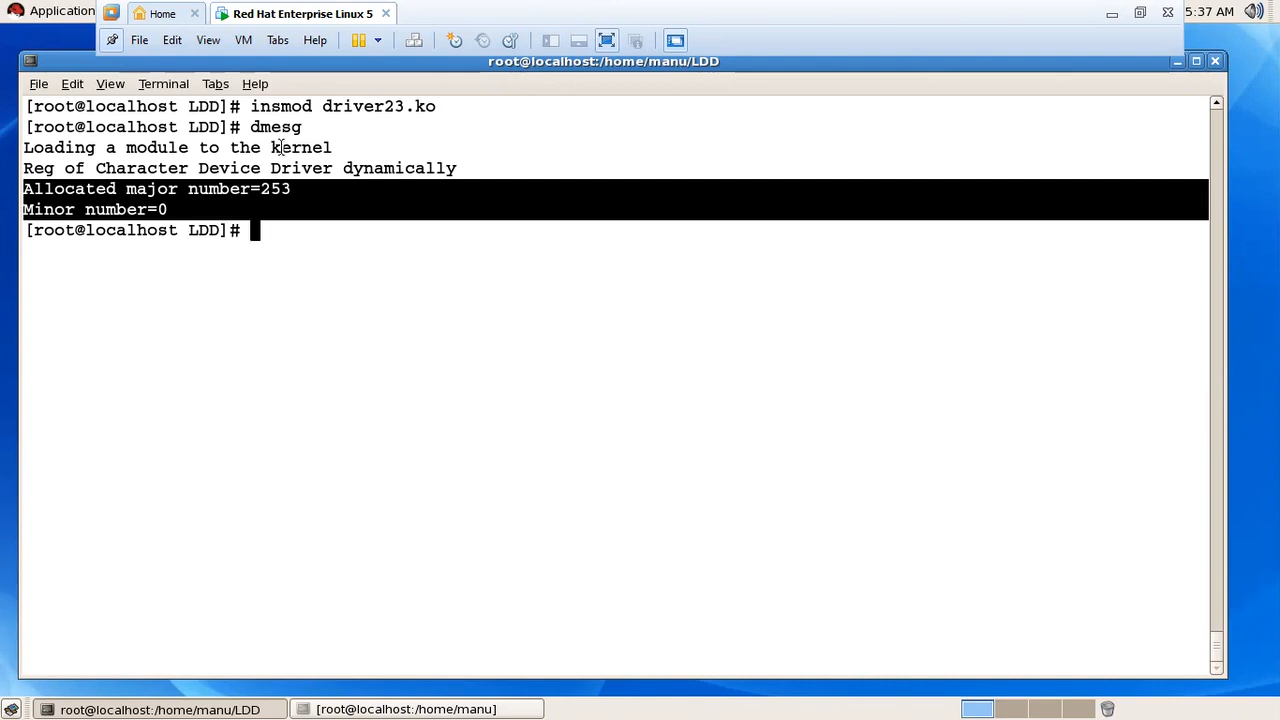 Application
Home
Red Hat Enterprise Linux 5
5:37 AM
File Edit View VM Tabs Help
root@localhost:/home/manu/LDD
File Edit View Terminal Tabs Help
[root@localhost LDD]# insmod driver23.ko
[root@localhost LDD]# dmesg
Loading a module to the kernel
Reg of Character Device Driver dynamically
Allocated major number=253
Minor number=0
[root@localhost LDD]#
root@localhost:/home/manu/LDD
[root@localhost:/home/manu]